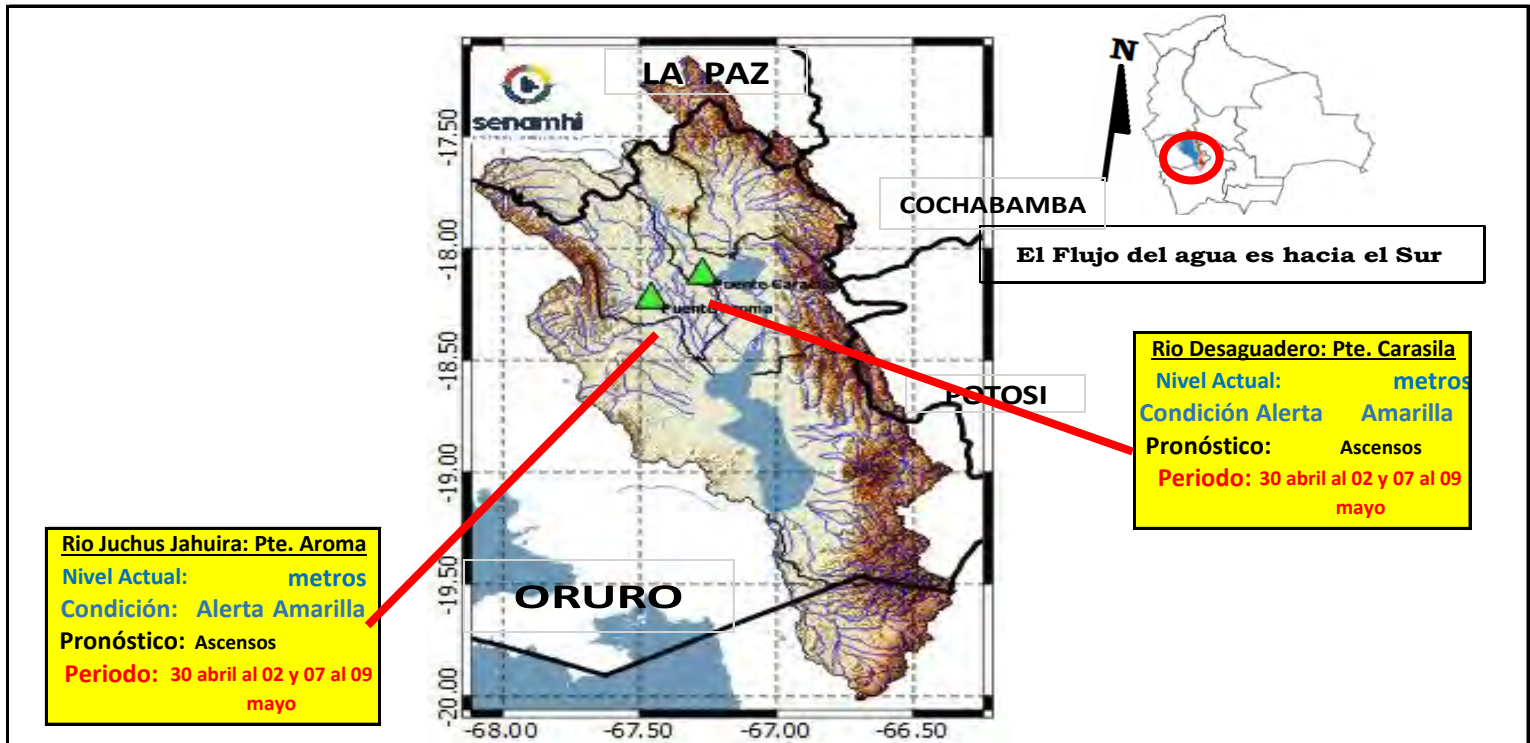 LA PAZ
N
senamhi
COCHABAMBA
El Flujo del agua es hacia el Sur
POTOSI
ORURO
Puente
Puente
-17.50
-18.00
-18.50
-19.00
-19.50
-20.00
-68.00 -67.50 -67.00 -66.50
Rio Desaguadero: Pte. Carasila
Nivel Actual: metros
Condición Alerta Amarilla
Pronóstico: Ascensos
Periodo: 30 abril al 02 y 07 al 09
mayo
Rio Juchus Jahuira: Pte. Aroma
Nivel Actual: metros
Condición: Alerta Amarilla
Pronóstico: Ascensos
Periodo: 30 abril al 02 y 07 al 09
mayo